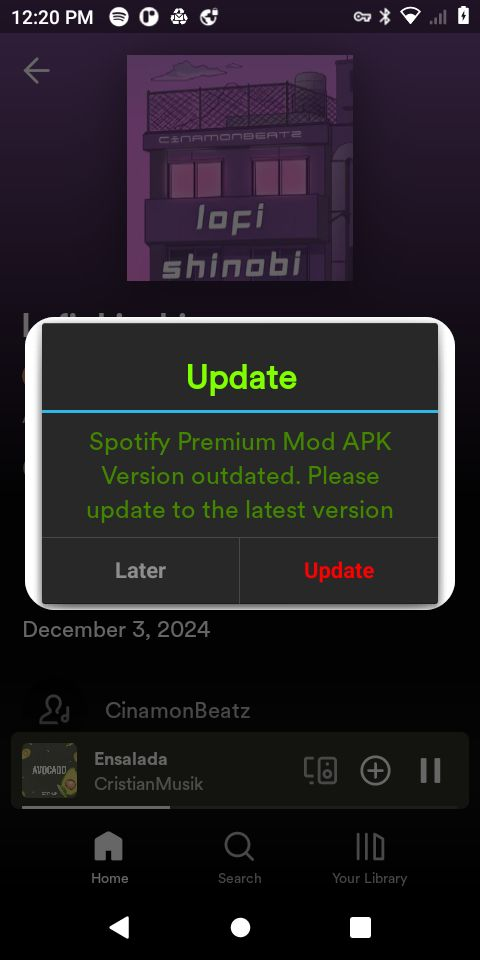 12:20 PM
CINAMONBEATZ
lofi
shinobi
Update
Spotify Premium Mod APK
Version outdated. Please
update to the latest version
Later
Update
December 3, 2024
CinamonBeatz
AVOCADO
Ensalada
CristianMusik
Home
Search
Your Library